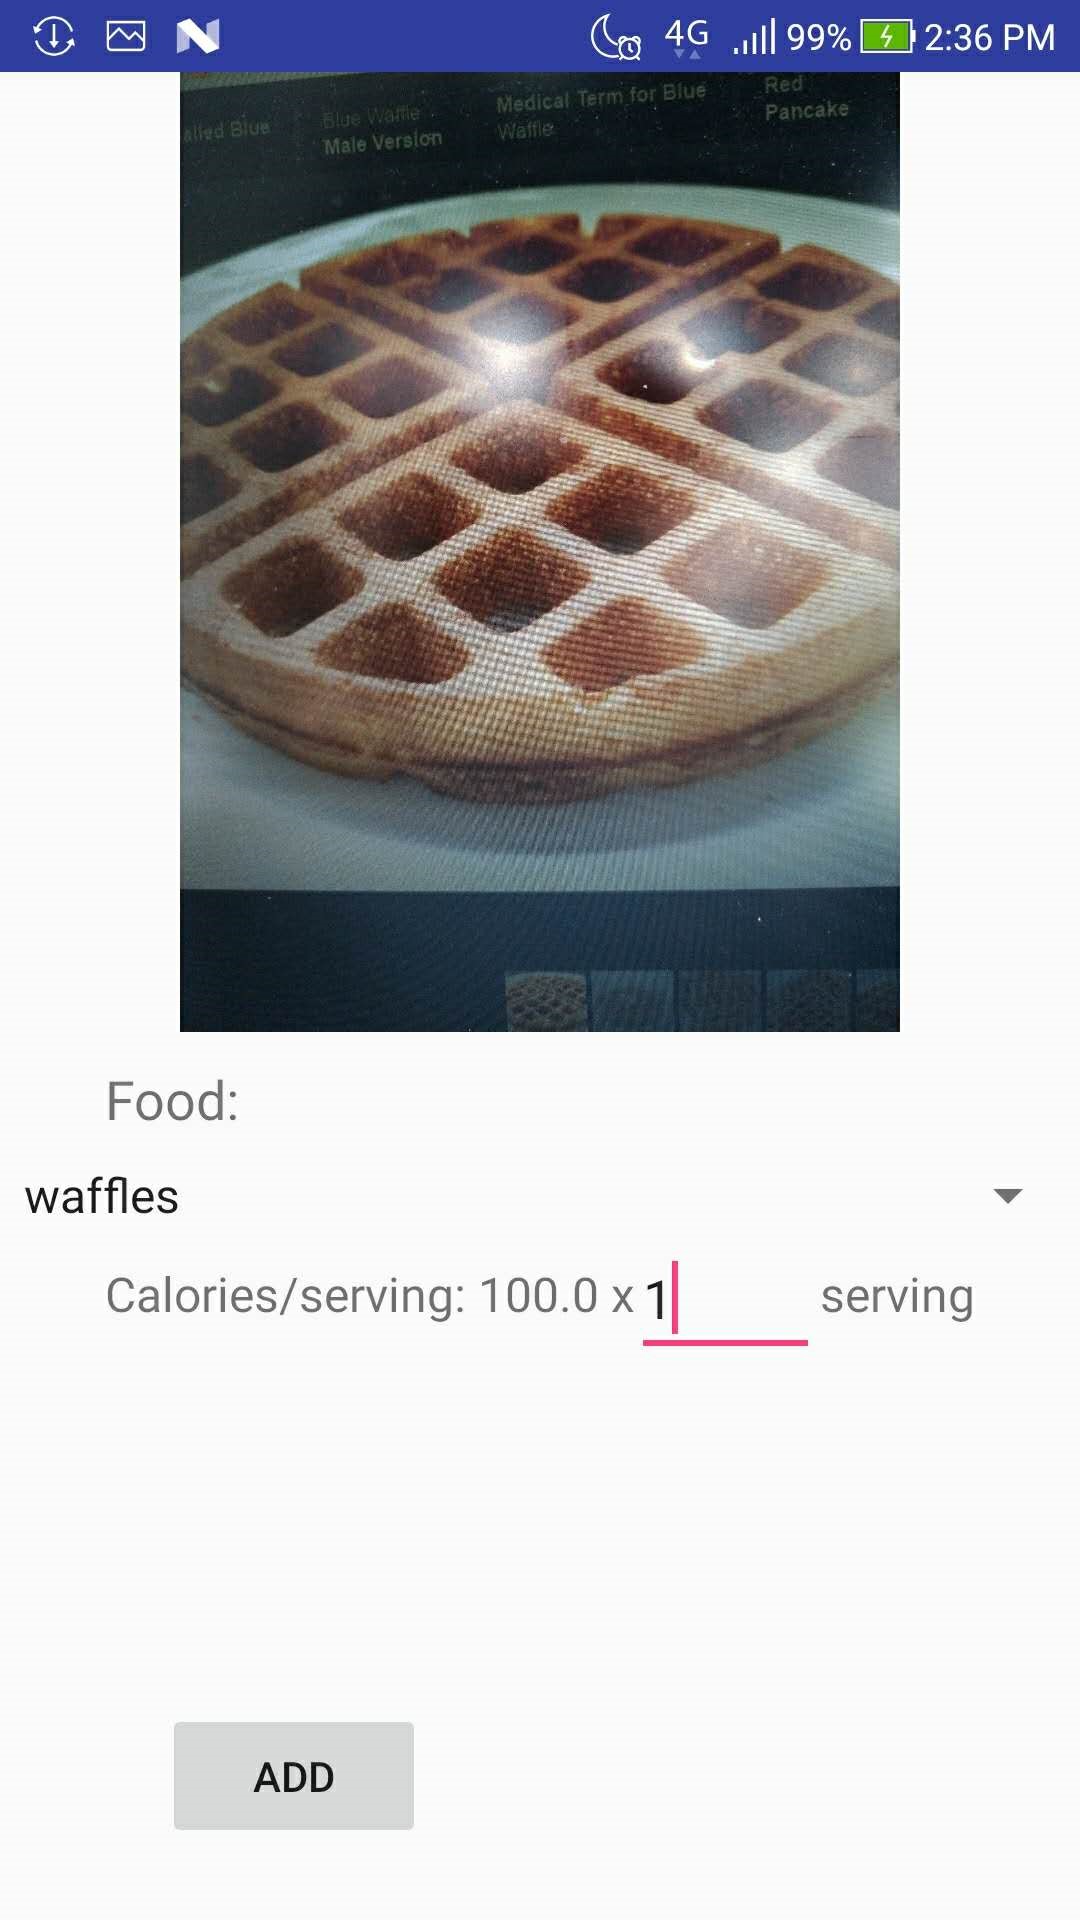 4G 99% 2:36 PM
alled Blue
Blue Waffle
Male Version
Medical Term for Blue
Waffle
Red
Pancake
Food:
waffles
Calories/serving: 100.0 x 1 serving
ADD